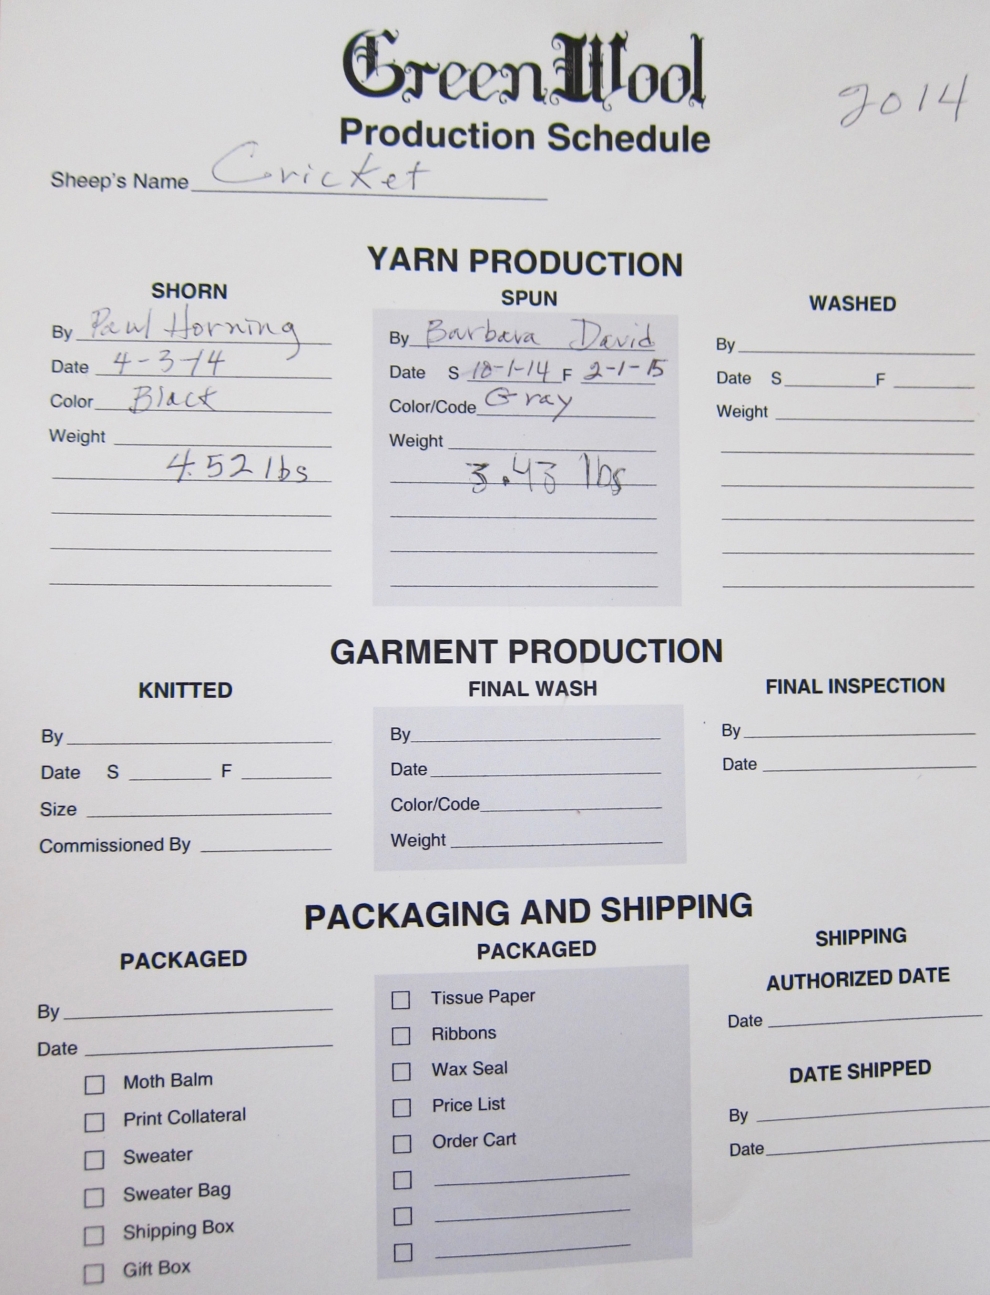 Green Wool
Production Schedule
2014
Sheep's Name Cricket
YARN PRODUCTION
SHORN
By Paul Horning
Date 4-3-14
Color Black
Weight
4.52 lbs
SPUN
By Barbara David
Date S 10-1-14 F 2-1-15
Color/Code Gray
Weight
3.43 lbs
WASHED
By
Date S F
Weight
GARMENT PRODUCTION
KNITTED
By
Date S F
Size
Commissioned By
FINAL WASH
By
Date
Color/Code
Weight
FINAL INSPECTION
By
Date
PACKAGING AND SHIPPING
PACKAGED
By
Date
Moth Balm
Print Collateral
Sweater
Sweater Bag
Shipping Box
Gift Box
PACKAGED
Tissue Paper
Ribbons
Wax Seal
Price List
Order Cart
SHIPPING
AUTHORIZED DATE
Date
DATE SHIPPED
By
Date